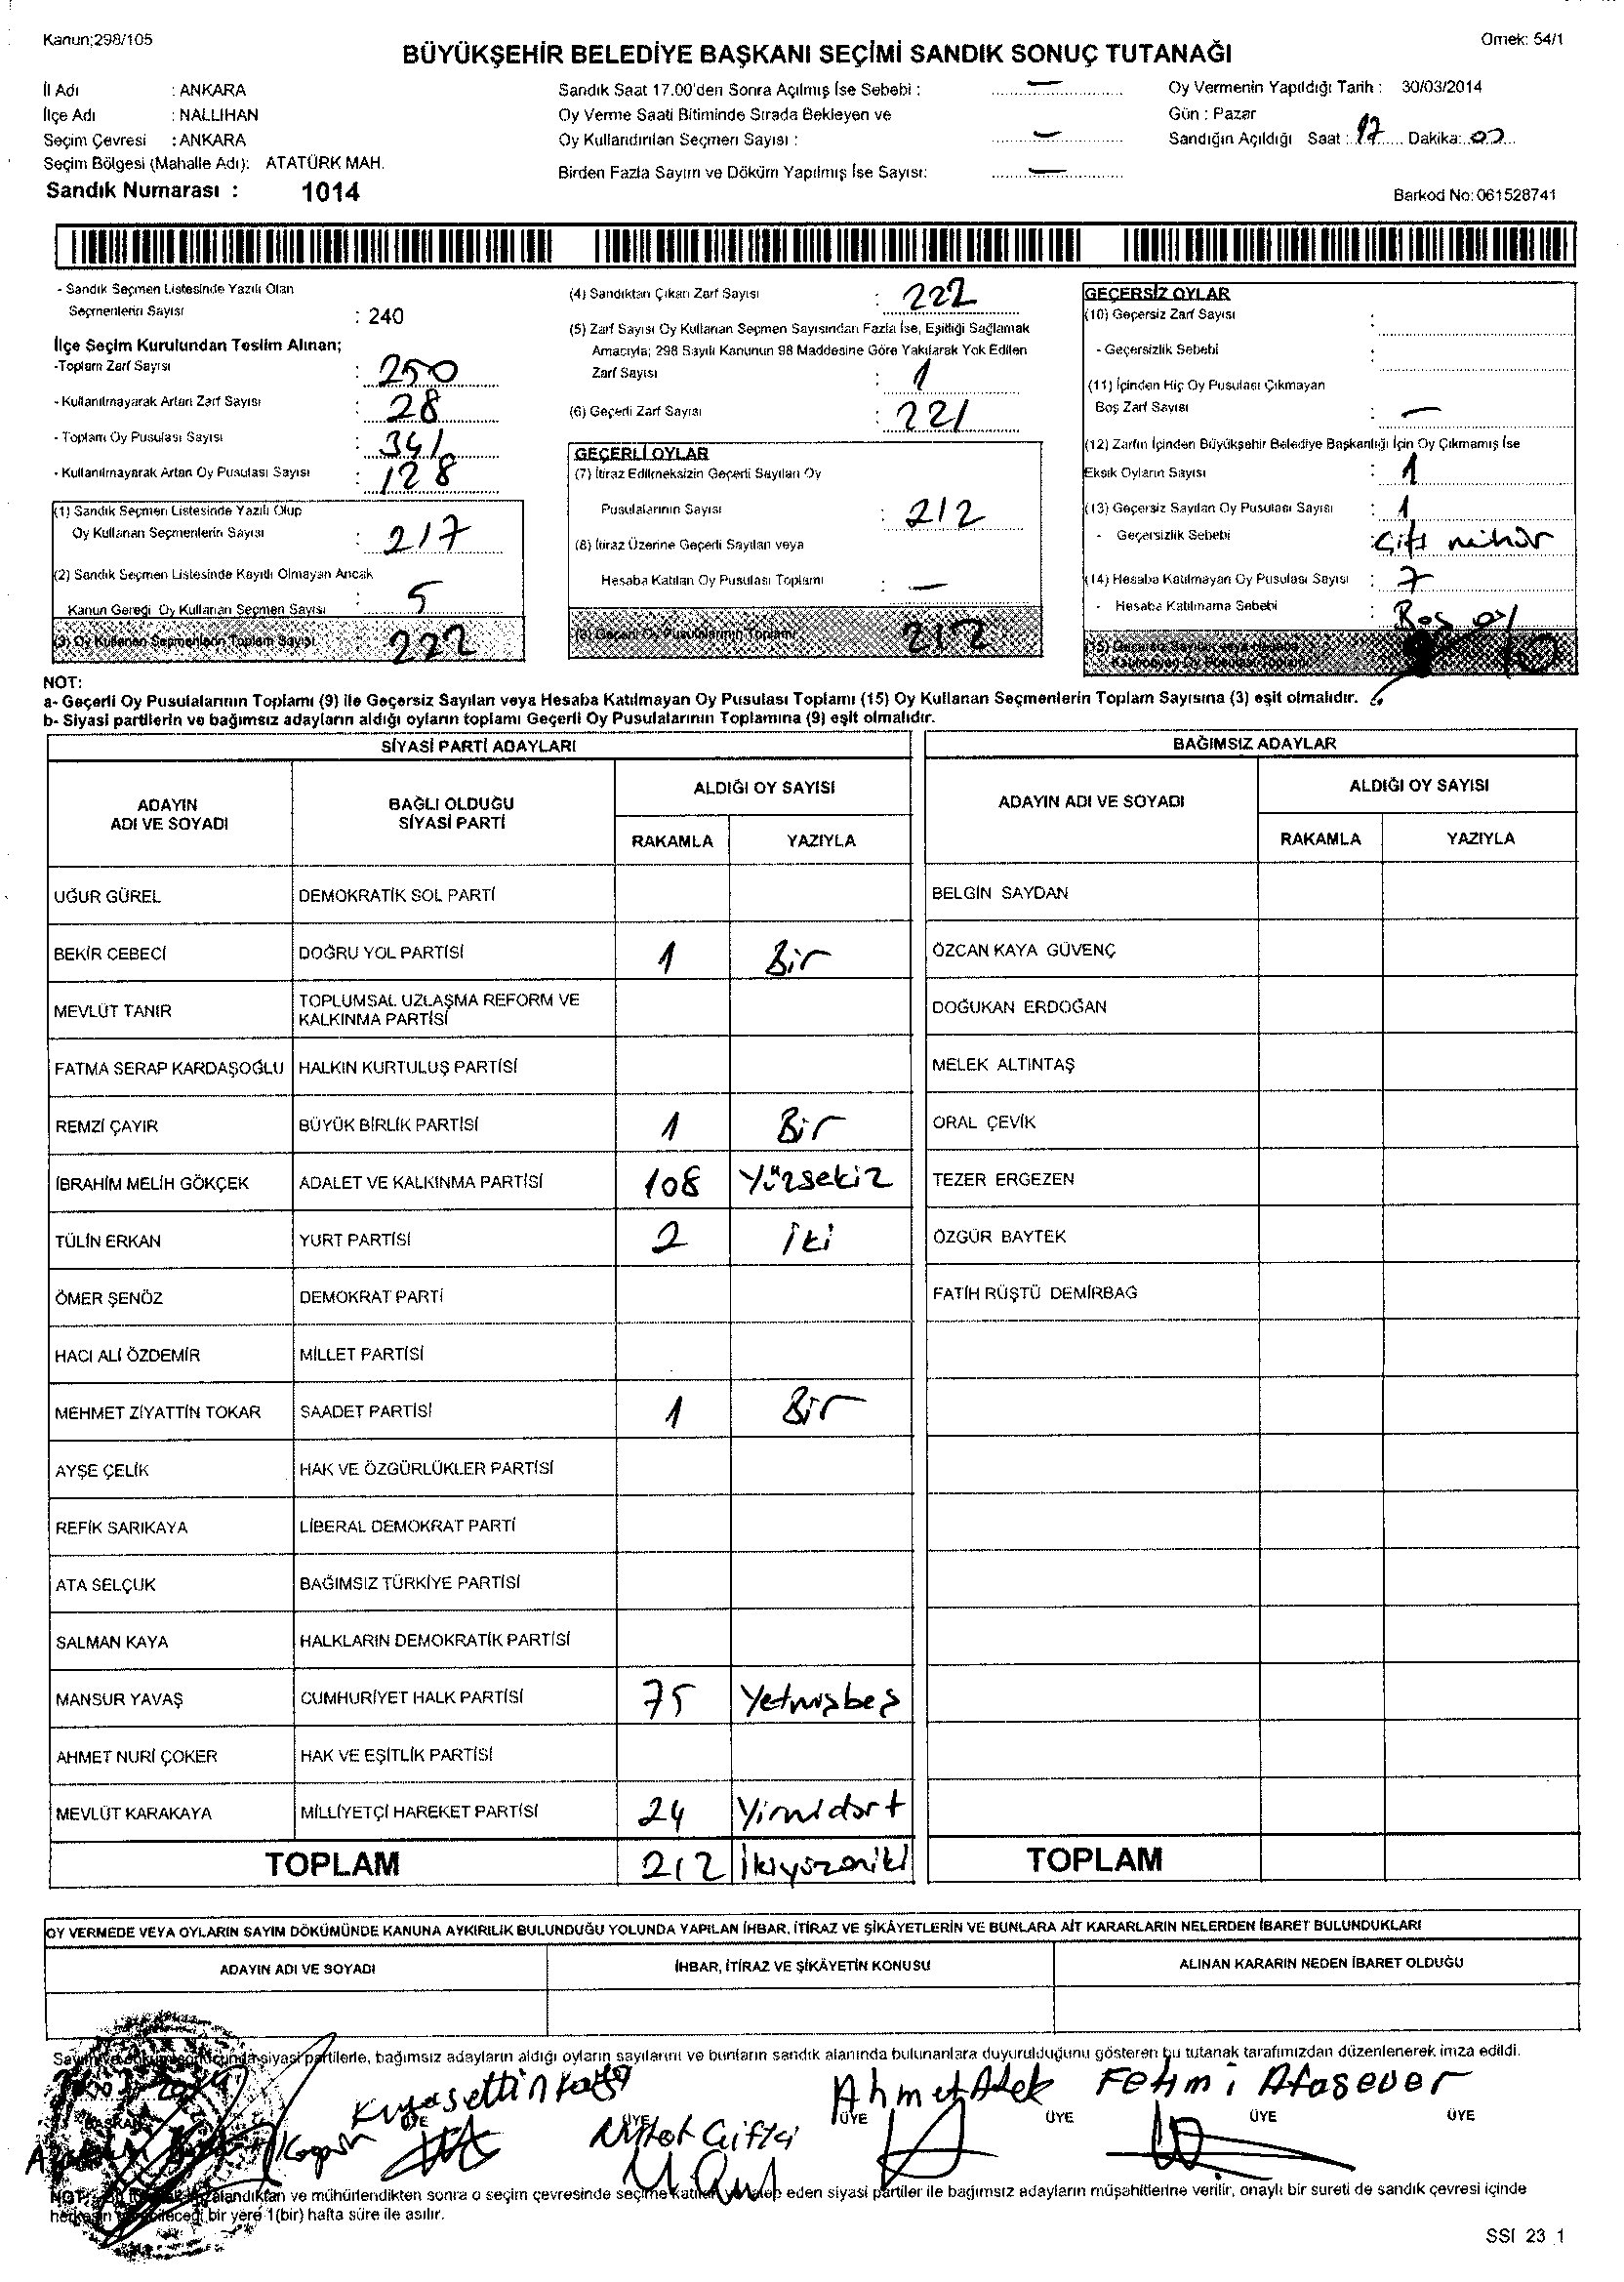 Kanun;298/105
Örnek: 54/1
BÜYÜKŞEHİR BELEDİYE BAŞKANI SEÇİMİ SANDIK SONUÇ TUTANAĞI
İl Adı : ANKARA
İlçe Adı : NALLIHAN
Seçim Çevresi : ANKARA
Seçim Bölgesi (Mahalle Adı): ATATÜRK MAH.
Sandık Numarası : 1014
Sandık Saat 17.00'den Sonra Açılmış İse Sebebi : —
Oy Verme Saati Bitiminde Sırada Bekleyen ve
Oy Kullandırılan Seçmen Sayısı : —
Birden Fazla Sayım ve Döküm Yapılmış İse Sayısı: —
Oy Vermenin Yapıldığı Tarih : 30/03/2014
Gün : Pazar
Sandığın Açıldığı Saat : 17 Dakika: 00
Barkod No:061528741
- Sandık Seçmen Listesinde Yazılı Olan
Seçmenlerin Sayısı : 240
İlçe Seçim Kurulundan Teslim Alınan;
-Toplam Zarf Sayısı : 250
- Kullanılmayarak Artan Zarf Sayısı : 28
- Toplam Oy Pusulası Sayısı : 341
- Kullanılmayarak Artan Oy Pusulası Sayısı : 128
(1) Sandık Seçmen Listesinde Yazılı Olup
Oy Kullanan Seçmenlerin Sayısı : 217
(2) Sandık Seçmen Listesinde Kayıtlı Olmayan Ancak
Kanun Gereği Oy Kullanan Seçmen Sayısı : 5
(3) Oy Kullanan Seçmenlerin Toplam Sayısı 222
(4) Sandıktan Çıkan Zarf Sayısı : 222
(5) Zarf Sayısı Oy Kullanan Seçmen Sayısından Fazla İse, Eşitliği Sağlamak
Amacıyla; 298 Sayılı Kanunun 98 Maddesine Göre Yakılarak Yok Edilen
Zarf Sayısı : 1
(6) Geçerli Zarf Sayısı : 221
GEÇERLİ OYLAR
(7) İtiraz Edilmeksizin Geçerli Sayılan Oy
Pusulalarının Sayısı : 212
(8) İtiraz Üzerine Geçerli Sayılan veya
Hesaba Katılan Oy Pusulası Toplamı : —
(9) Geçerli Oy Pusulalarının Toplamı 212
GEÇERSİZ OYLAR
(10) Geçersiz Zarf Sayısı :
- Geçersizlik Sebebi :
(11) İçinden Hiç Oy Pusulası Çıkmayan
Boş Zarf Sayısı : —
(12) Zarfın İçinden Büyükşehir Belediye Başkanlığı İçin Oy Çıkmamış İse
Eksik Oyların Sayısı : 1
(13) Geçersiz Sayılan Oy Pusulası Sayısı : 1
- Geçersizlik Sebebi : Çift mühür
(14) Hesaba Katılmayan Oy Pusulası Sayısı : 7
- Hesaba Katılmama Sebebi : Boş oy
(15) Geçersiz Sayılan veya Hesaba
Katılmayan Oy Pusulası Toplamı 10
NOT:
a- Geçerli Oy Pusulalarının Toplamı (9) ile Geçersiz Sayılan veya Hesaba Katılmayan Oy Pusulası Toplamı (15) Oy Kullanan Seçmenlerin Toplam Sayısına (3) eşit olmalıdır.
b- Siyasi partilerin ve bağımsız adayların aldığı oyların toplamı Geçerli Oy Pusulalarının Toplamına (9) eşit olmalıdır.
SİYASİ PARTİ ADAYLARI
ADAYIN
ADI VE SOYADI
BAĞLI OLDUĞU
SİYASİ PARTİ
ALDIĞI OY SAYISI
RAKAMLA YAZIYLA
UĞUR GÜREL DEMOKRATİK SOL PARTİ
BEKİR CEBECİ DOĞRU YOL PARTİSİ 1 Bir
MEVLÜT TANIR TOPLUMSAL UZLAŞMA REFORM VE
KALKINMA PARTİSİ
FATMA SERAP KARDAŞOĞLU HALKIN KURTULUŞ PARTİSİ
REMZİ ÇAYIR BÜYÜK BİRLİK PARTİSİ 1 Bir
İBRAHİM MELİH GÖKÇEK ADALET VE KALKINMA PARTİSİ 108 Yüzsekiz
TÜLİN ERKAN YURT PARTİSİ 2 İki
ÖMER ŞENÖZ DEMOKRAT PARTİ
HACI ALİ ÖZDEMİR MİLLET PARTİSİ
MEHMET ZİYATTİN TOKAR SAADET PARTİSİ 1 Bir
AYŞE ÇELİK HAK VE ÖZGÜRLÜKLER PARTİSİ
REFİK SARIKAYA LİBERAL DEMOKRAT PARTİ
ATA SELÇUK BAĞIMSIZ TÜRKİYE PARTİSİ
SALMAN KAYA HALKLARIN DEMOKRATİK PARTİSİ
MANSUR YAVAŞ CUMHURİYET HALK PARTİSİ 75 Yetmişbeş
AHMET NURİ ÇOKER HAK VE EŞİTLİK PARTİSİ
MEVLÜT KARAKAYA MİLLİYETÇİ HAREKET PARTİSİ 24 Yirmidört
TOPLAM 212 İkiyüzoniki
BAĞIMSIZ ADAYLAR
ADAYIN ADI VE SOYADI
ALDIĞI OY SAYISI
RAKAMLA YAZIYLA
BELGİN SAYDAN
ÖZCAN KAYA GÜVENÇ
DOĞUKAN ERDOĞAN
MELEK ALTINTAŞ
ORAL ÇEVİK
TEZER ERGEZEN
ÖZGÜR BAYTEK
FATİH RÜŞTÜ DEMİRBAĞ
TOPLAM
OY VERMEDE VEYA OYLARIN SAYIM DÖKÜMÜNDE KANUNA AYKIRILIK BULUNDUĞU YOLUNDA YAPILAN İHBAR, İTİRAZ VE ŞİKÂYETLERİN VE BUNLARA AİT KARARLARIN NELERDEN İBARET BULUNDUKLARI
ADAYIN ADI VE SOYADI
İHBAR, İTİRAZ VE ŞİKÂYETİN KONUSU
ALINAN KARARIN NEDEN İBARET OLDUĞU
siyasi partilerle, bağımsız adayların aldığı oyların sayılarını ve bunların sandık alanında bulunanlara duyurulduğunu gösteren bu tutanak tarafımızdan düzenlenerek imza edildi.
Kıyasettin Kaya Ahmet Adek Fehmi Atasever
BAŞKAN ÜYE ÜYE ÜYE ÜYE ÜYE ÜYE
Çiftçi
NOT: ve mühürlendikten sonra o seçim çevresinde seçime katılan ve talep eden siyasi partiler ile bağımsız adayların müşahitlerine verilir, onaylı bir sureti de sandık çevresi içinde
bir yere 1(bir) hafta süre ile asılır.
SSI 23 1